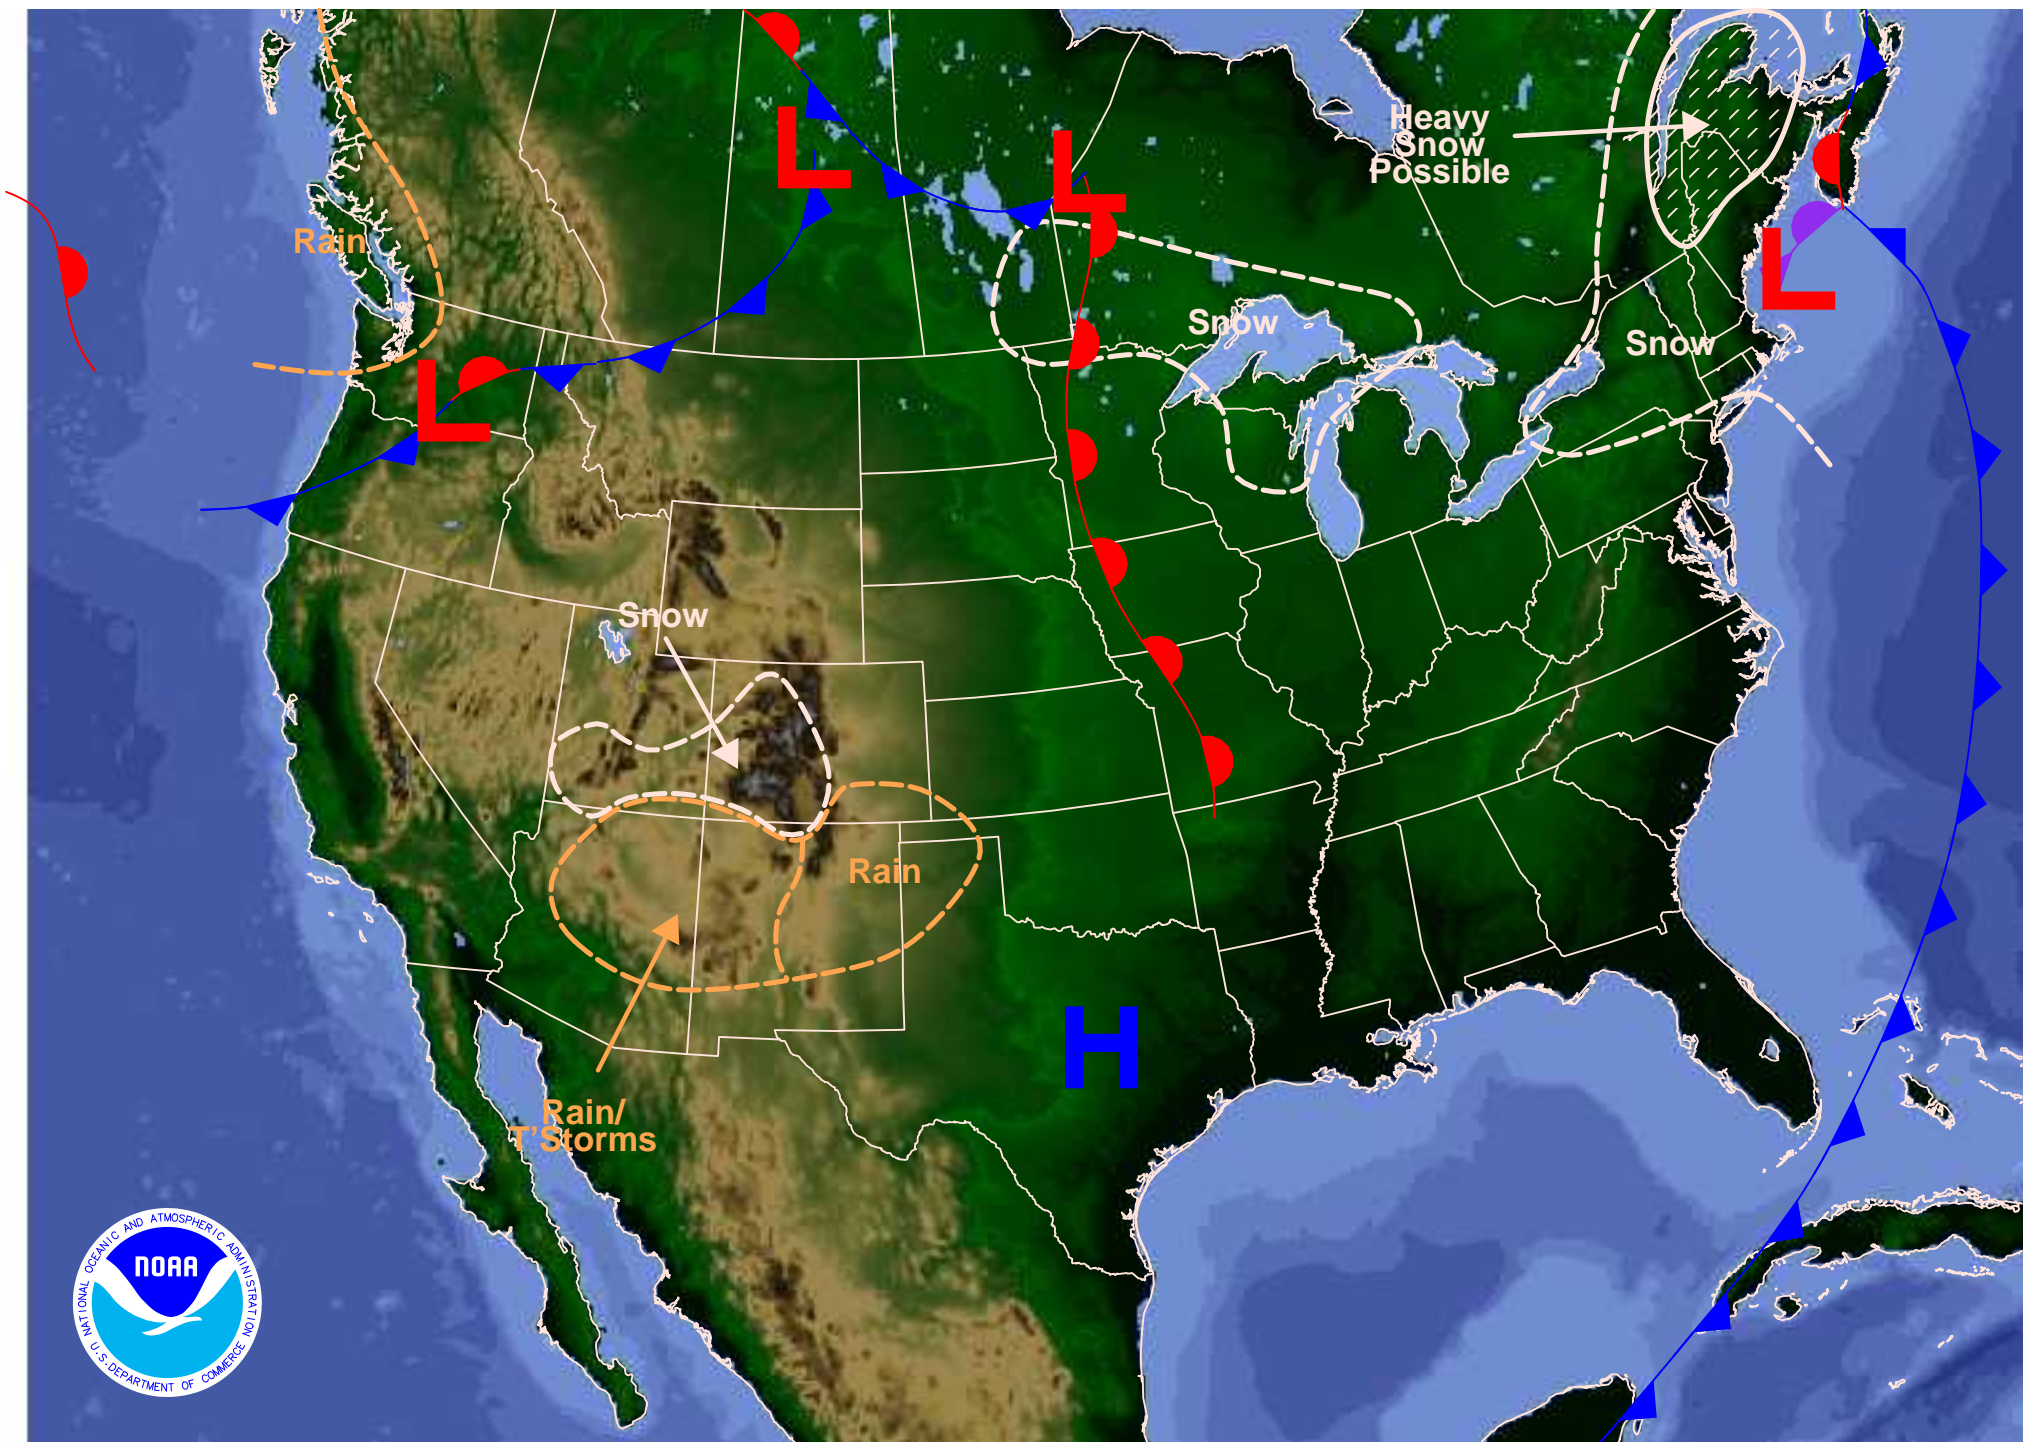 L
L
Heavy
Snow
Possible
Rain
L
Snow
Snow
L
Snow
Rain
H
Rain/
T'Storms
NATIONAL OCEANIC AND ATMOSPHERIC ADMINISTRATION
NOAA
U.S. DEPARTMENT OF COMMERCE